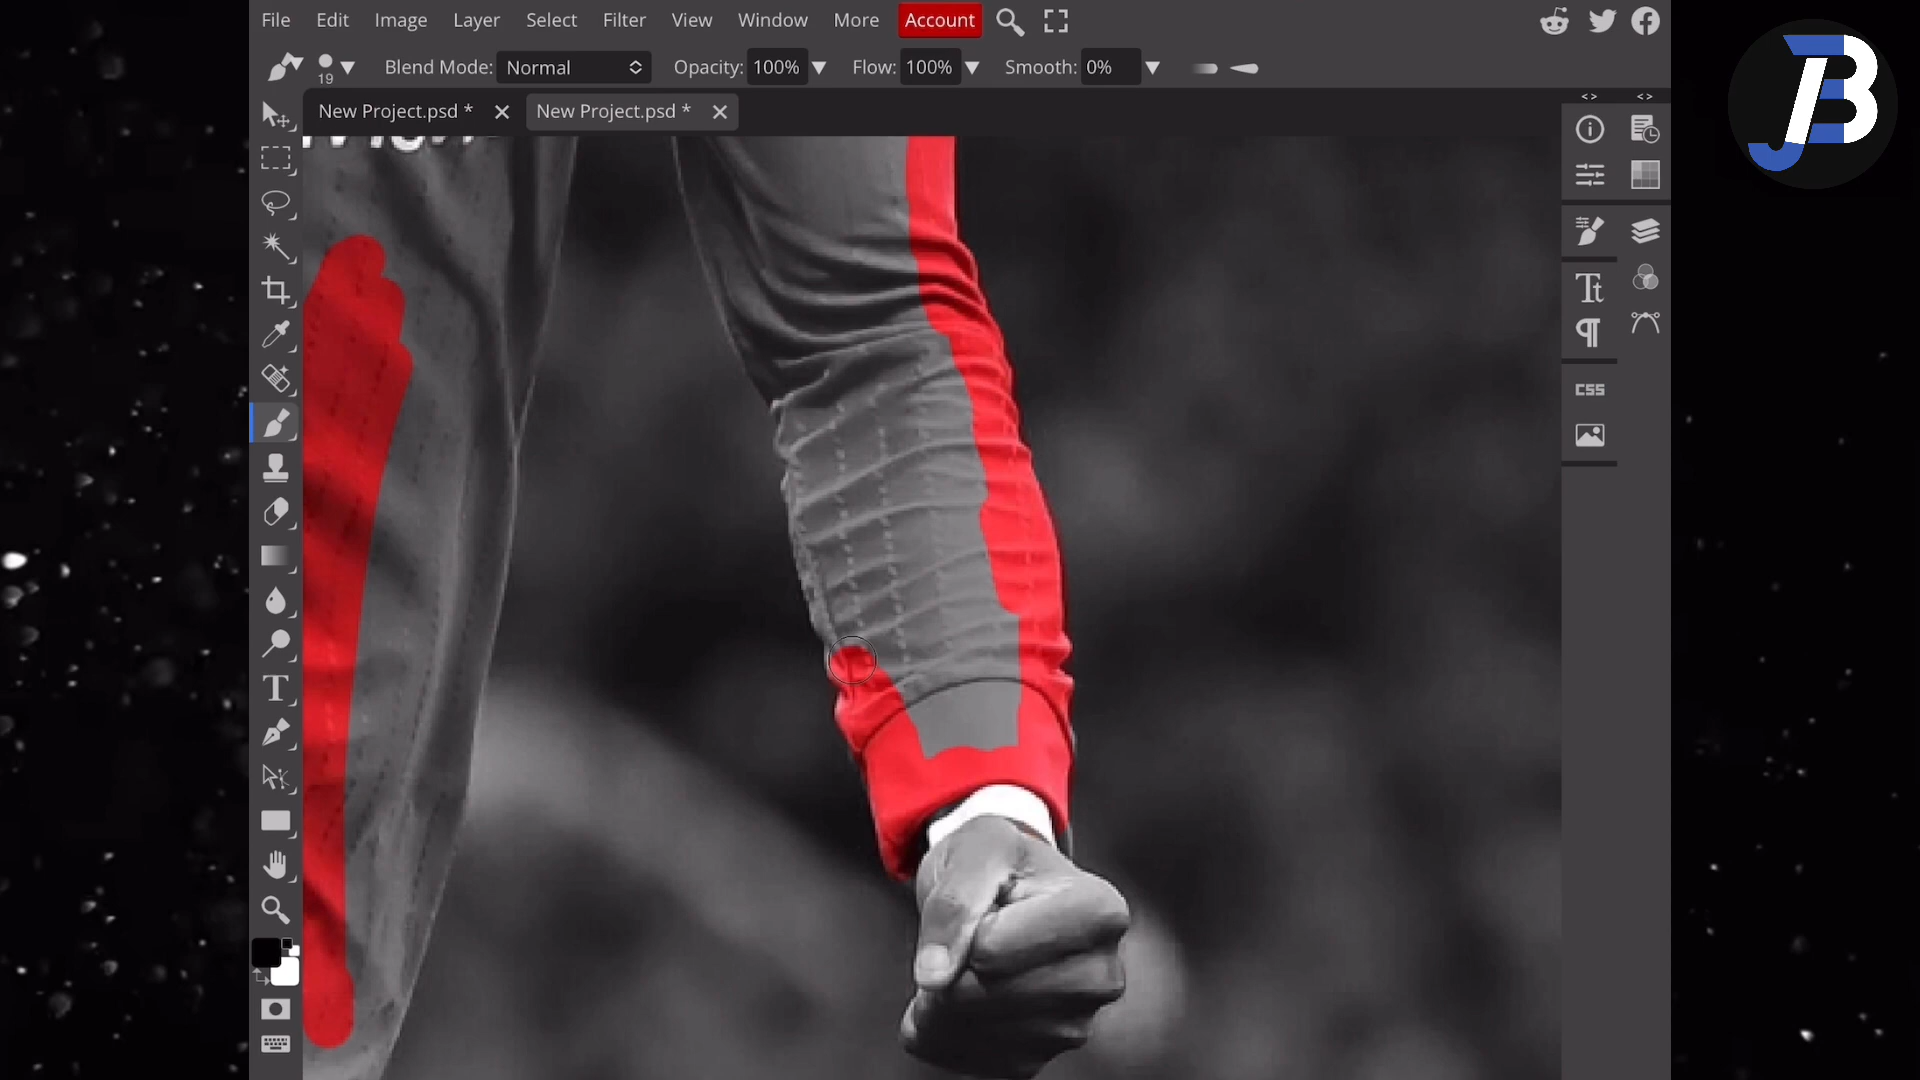 File Edit Image Layer Select Filter View Window More Account
19 Blend Mode: Normal Opacity: 100% Flow: 100% Smooth: 0%
New Project.psd * New Project.psd *
<> <>
CSS
JB